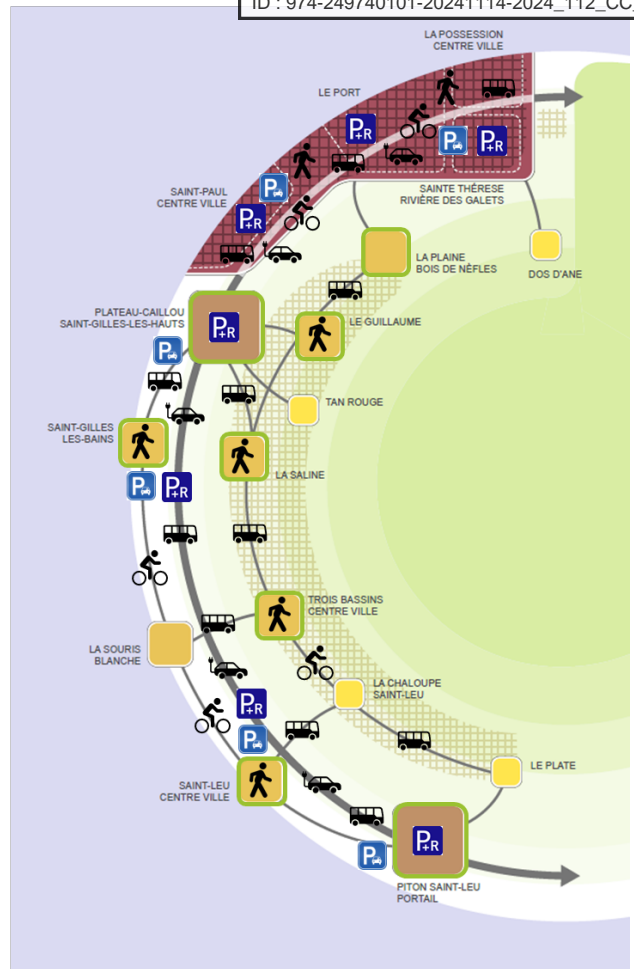 ID : 974-249740101-20241114-2024_112_CC_
LA POSSESSION
CENTRE VILLE
LE PORT
P+R
P
P+R
SAINT-PAUL
CENTRE VILLE
P
P+R
SAINTE THÉRESE
RIVIÈRE DES GALETS
LA PLAINE
BOIS DE NÈFLES
DOS D'ANE
PLATEAU-CAILLOU
SAINT-GILLES-LES-HAUTS
P+R
LE GUILLAUME
P
TAN ROUGE
SAINT-GILLES
LES-BAINS
LA SALINE
P
P+R
TROIS BASSINS
CENTRE VILLE
LA SOURIS
BLANCHE
LA CHALOUPE
SAINT-LEU
P+R
P
LE PLATE
SAINT-LEU
CENTRE VILLE
P+R
P
PITON SAINT-LEU
PORTAIL